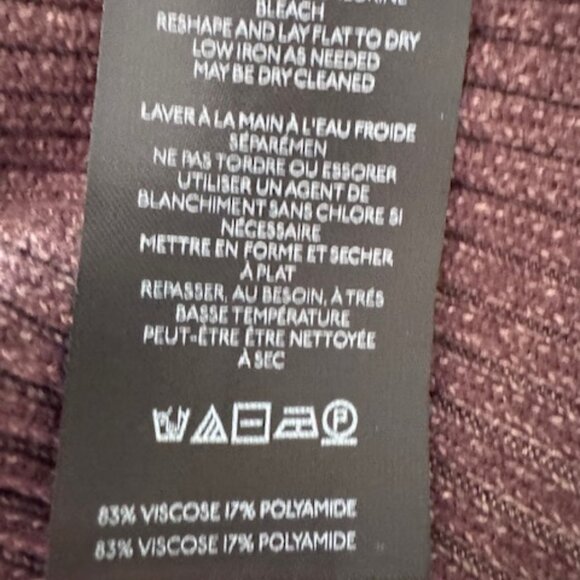 BLEACH
RESHAPE AND LAY FLAT TO DRY
LOW IRON AS NEEDED
MAY BE DRY CLEANED
LAVER À LA MAIN À L'EAU FROIDE
SÉPARÉMEN
NE PAS TORDRE OU ESSORER
UTILISER UN AGENT DE
BLANCHIMENT SANS CHLORE SI
NÉCESSAIRE
METTRE EN FORME ET SECHER
À PLAT
REPASSER, AU BESOIN, À TRÉS
BASSE TEMPÉRATURE
PEUT-ÊTRE ÊTRE NETTOYÉE
À SEC
P
83% VISCOSE 17% POLYAMIDE
83% VISCOSE 17% POLYAMIDE